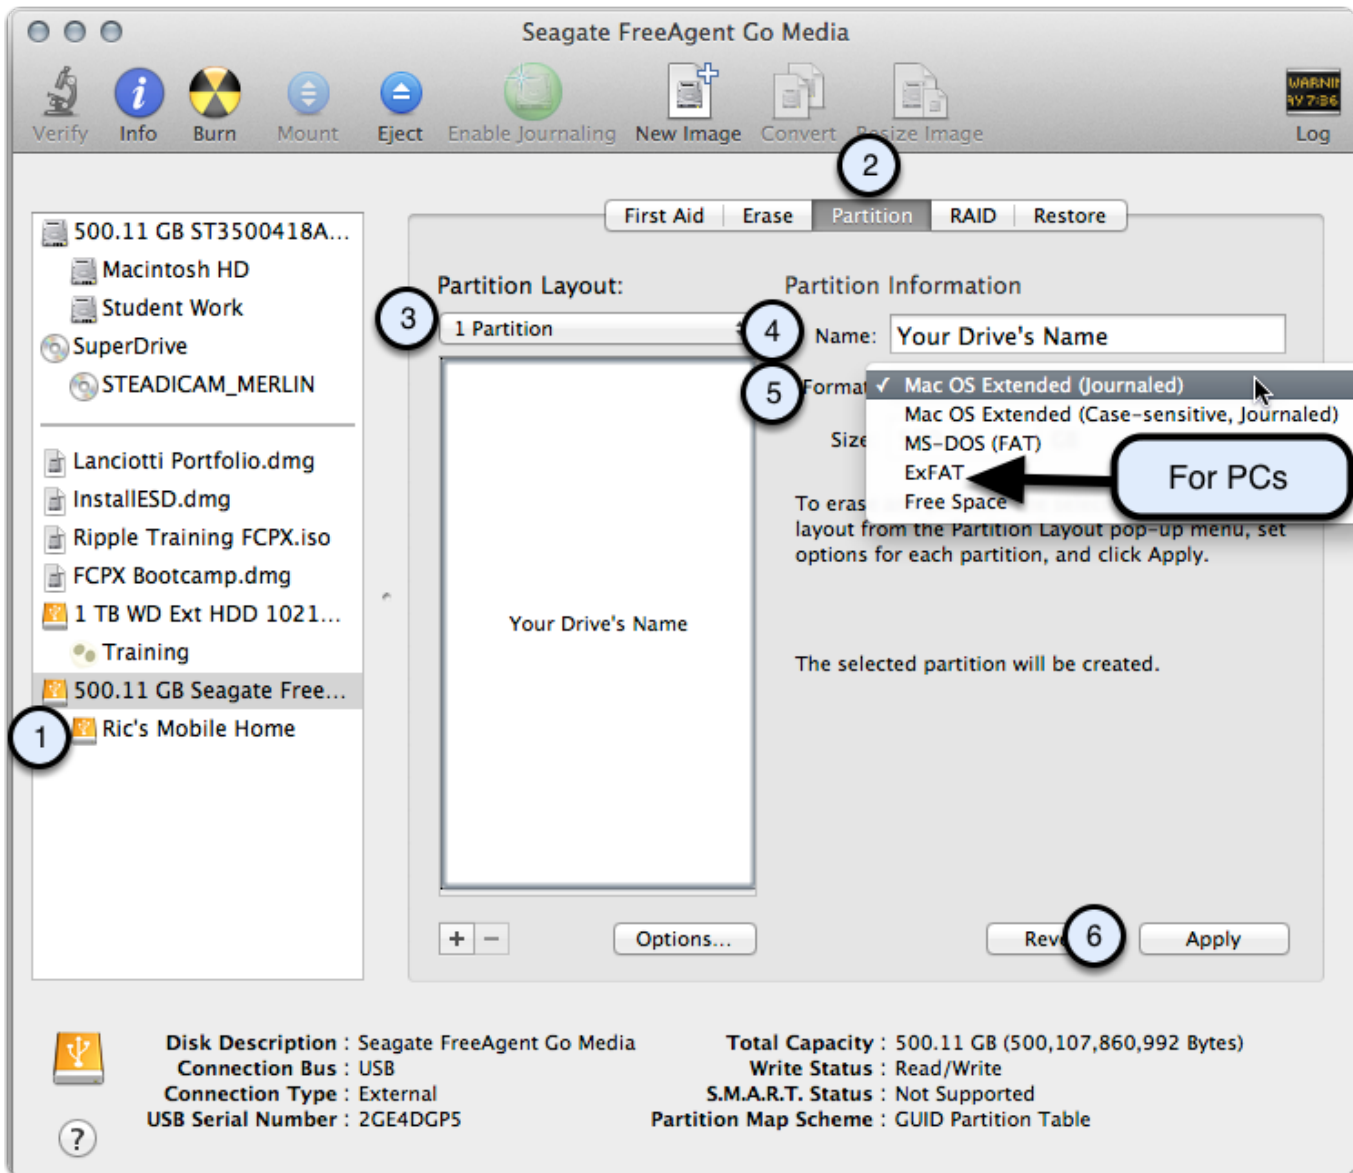 Seagate FreeAgent Go Media
WARNIN
AY 7:36
Verify Info Burn Mount Eject Enable Journaling New Image Convert Resize Image Log
2
First Aid Erase Partition RAID Restore
500.11 GB ST3500418A...
Macintosh HD
Student Work
SuperDrive
STEADICAM_MERLIN
Lanciotti Portfolio.dmg
InstallESD.dmg
Ripple Training FCPX.iso
FCPX Bootcamp.dmg
1 TB WD Ext HDD 1021...
Training
500.11 GB Seagate Free...
1
Ric's Mobile Home
Partition Layout:
3
1 Partition
Your Drive's Name
+ −
Options...
Partition Information
4
Name: Your Drive's Name
5
Format
✓ Mac OS Extended (Journaled)
Mac OS Extended (Case-sensitive, Journaled)
MS-DOS (FAT)
ExFAT
Free Space
For PCs
Size
To eras
layout from the Partition Layout pop-up menu, set
options for each partition, and click Apply.
The selected partition will be created.
Reve
6
Apply
Disk Description : Seagate FreeAgent Go Media
Connection Bus : USB
Connection Type : External
USB Serial Number : 2GE4DGP5
Total Capacity : 500.11 GB (500,107,860,992 Bytes)
Write Status : Read/Write
S.M.A.R.T. Status : Not Supported
Partition Map Scheme : GUID Partition Table
?